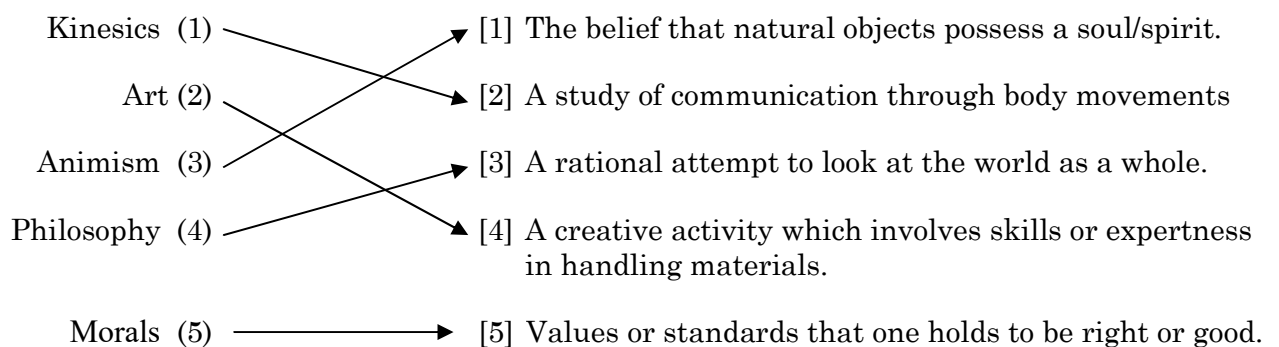 Kinesics (1) [1] The belief that natural objects possess a soul/spirit.
Art (2) [2] A study of communication through body movements
Animism (3) [3] A rational attempt to look at the world as a whole.
Philosophy (4) [4] A creative activity which involves skills or expertness
in handling materials.
Morals (5) [5] Values or standards that one holds to be right or good.